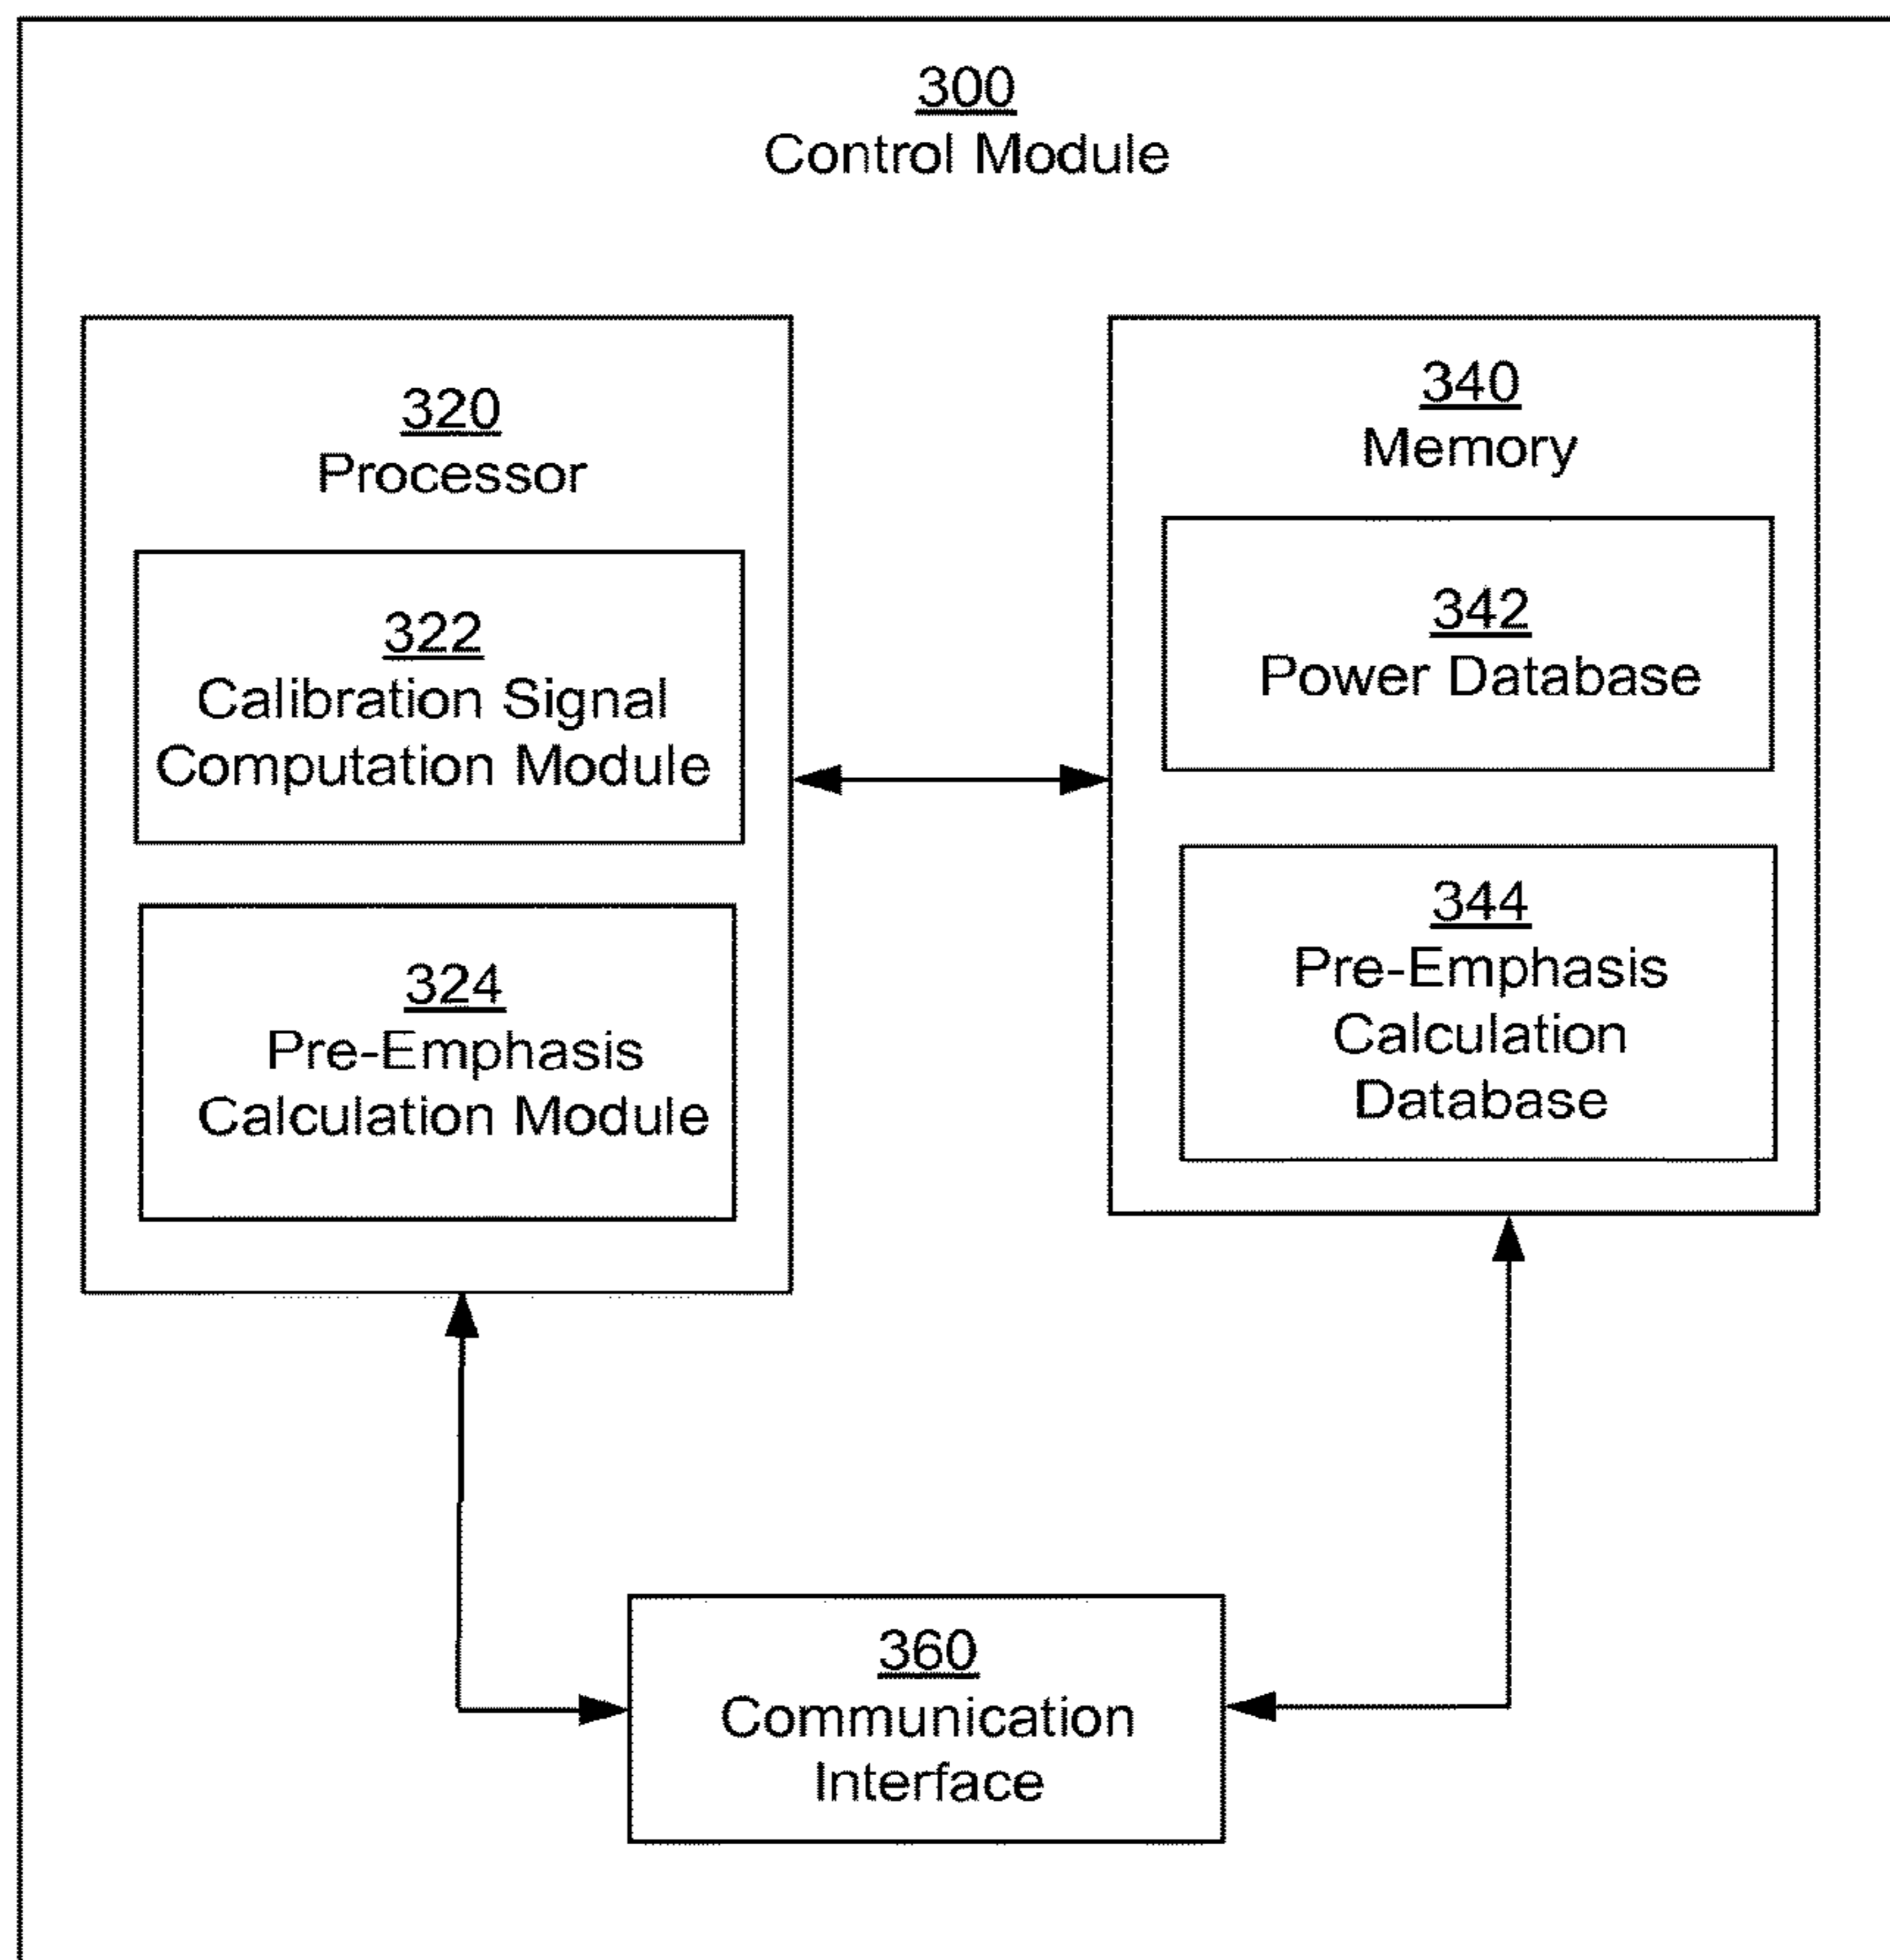 300
Control Module
320
Processor
322
Calibration Signal
Computation Module
324
Pre-Emphasis
Calculation Module
340
Memory
342
Power Database
344
Pre-Emphasis
Calculation
Database
360
Communication
Interface